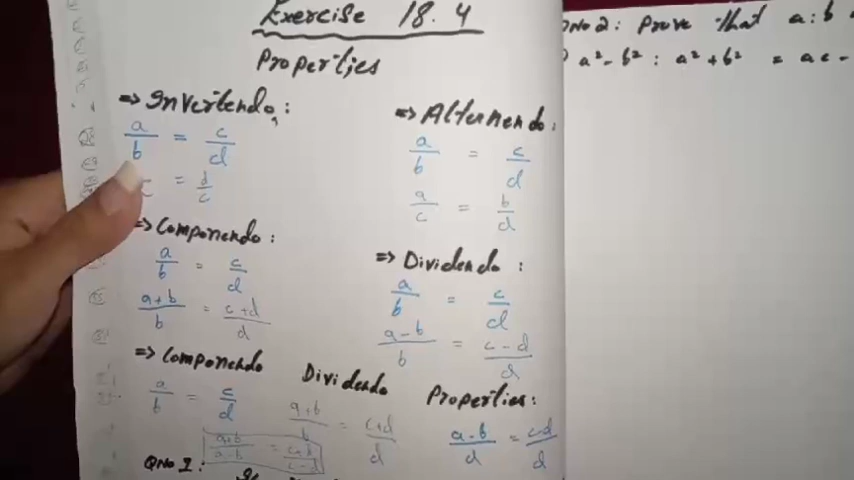 Exercise 18.4
Properties
=> Invertendo:
a/b = c/d
= d/c
=> Alternendo:
a/b = c/d
a/c = b/d
=> Componendo:
a/b = c/d
a+b/b = c+d/d
=> Dividendo:
a/b = c/d
a-b/b = c-d/d
=> Componendo Dividendo Properties:
a/b = c/d
a+b/b = c+d/d
a-b/d = c-d/d
a+b/a-b = c+d/c-d
QNo 1:
QNo 2: Prove that a:b
a²-b² : a²+b² = ac-